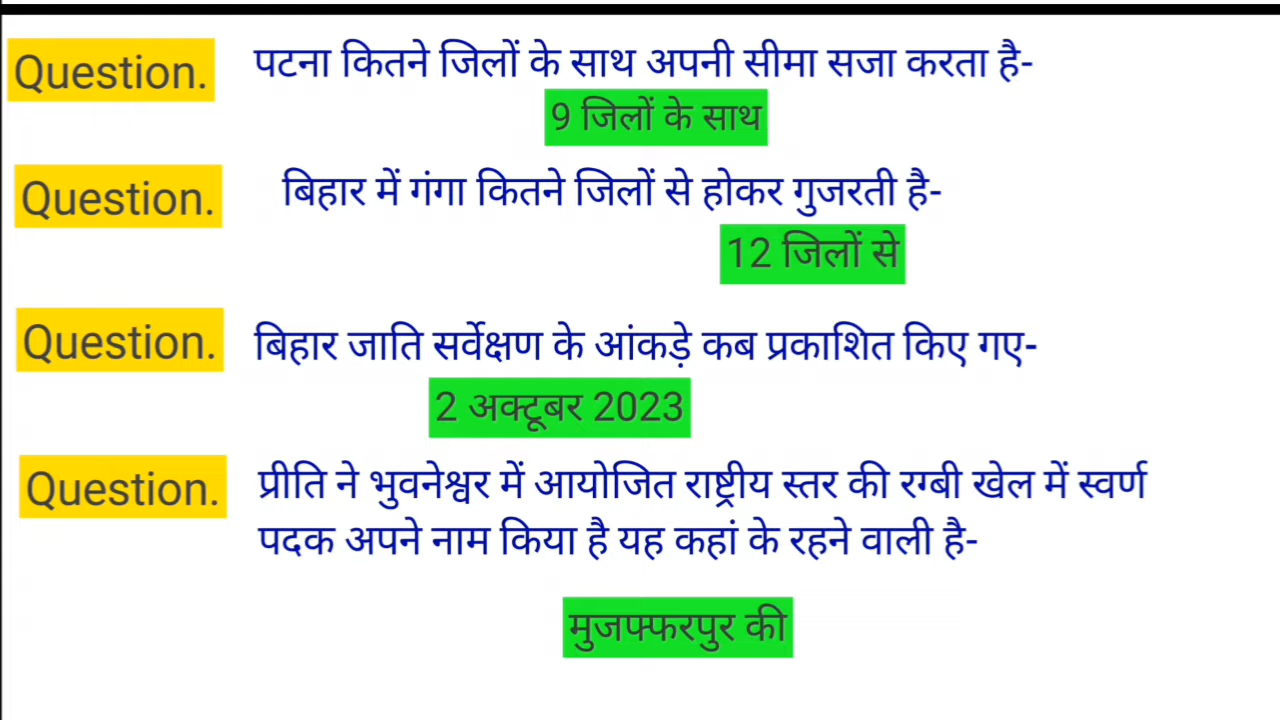 Question. पटना कितने जिलों के साथ अपनी सीमा सजा करता है-
9 जिलों के साथ
Question. बिहार में गंगा कितने जिलों से होकर गुजरती है-
12 जिलों से
Question. बिहार जाति सर्वेक्षण के आंकड़े कब प्रकाशित किए गए-
2 अक्टूबर 2023
Question. प्रीति ने भुवनेश्वर में आयोजित राष्ट्रीय स्तर की रग्बी खेल में स्वर्ण
पदक अपने नाम किया है यह कहां के रहने वाली है-
मुजफ्फरपुर की